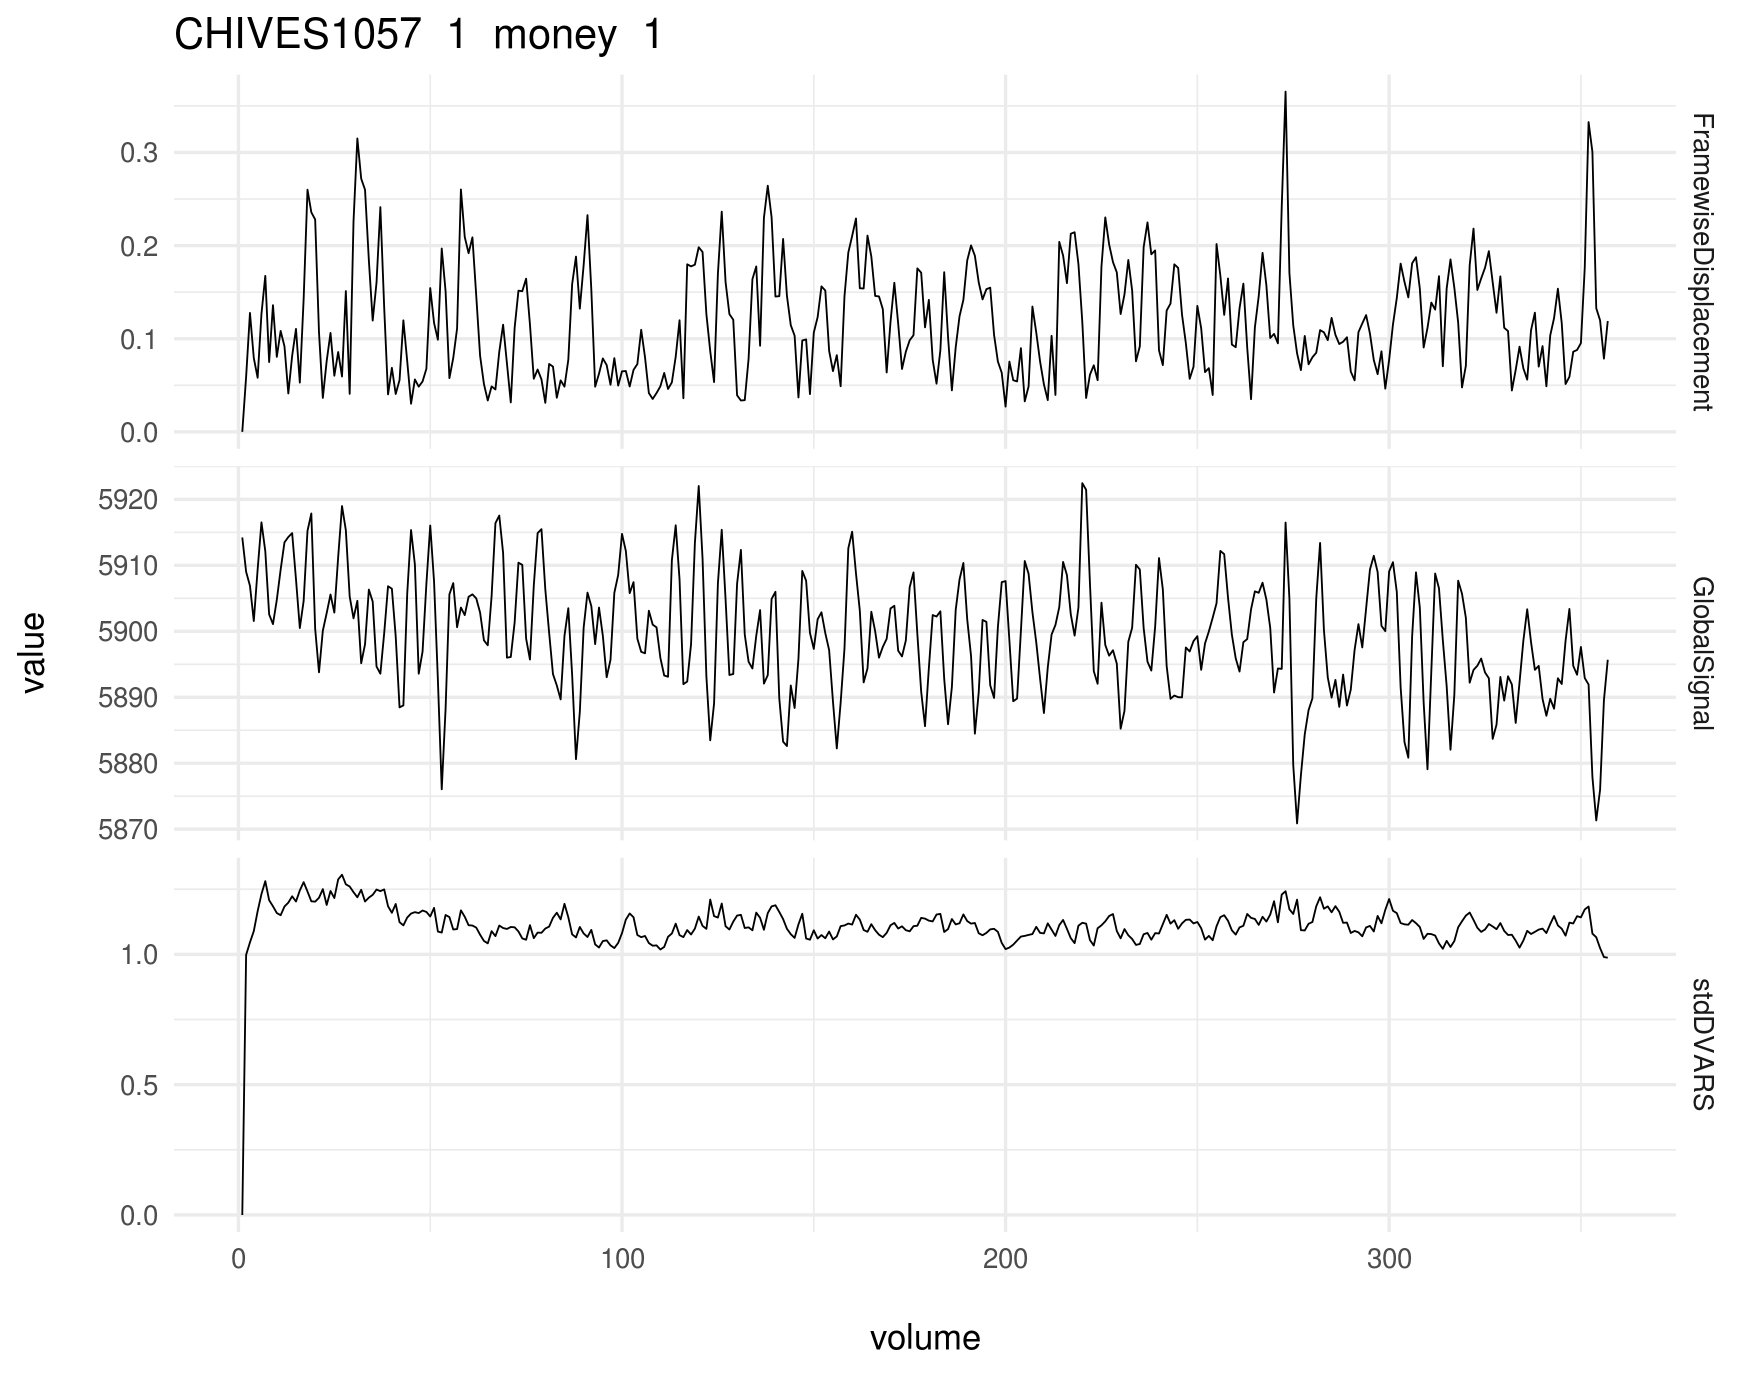 CHIVES1057  1  money  1
0.3
0.2
0.1
0.0
FramewiseDisplacement
5920
5910
5900
5890
5880
5870
GlobalSignal
value
1.0
0.5
0.0
stdDVARS
0 100 200 300
volume